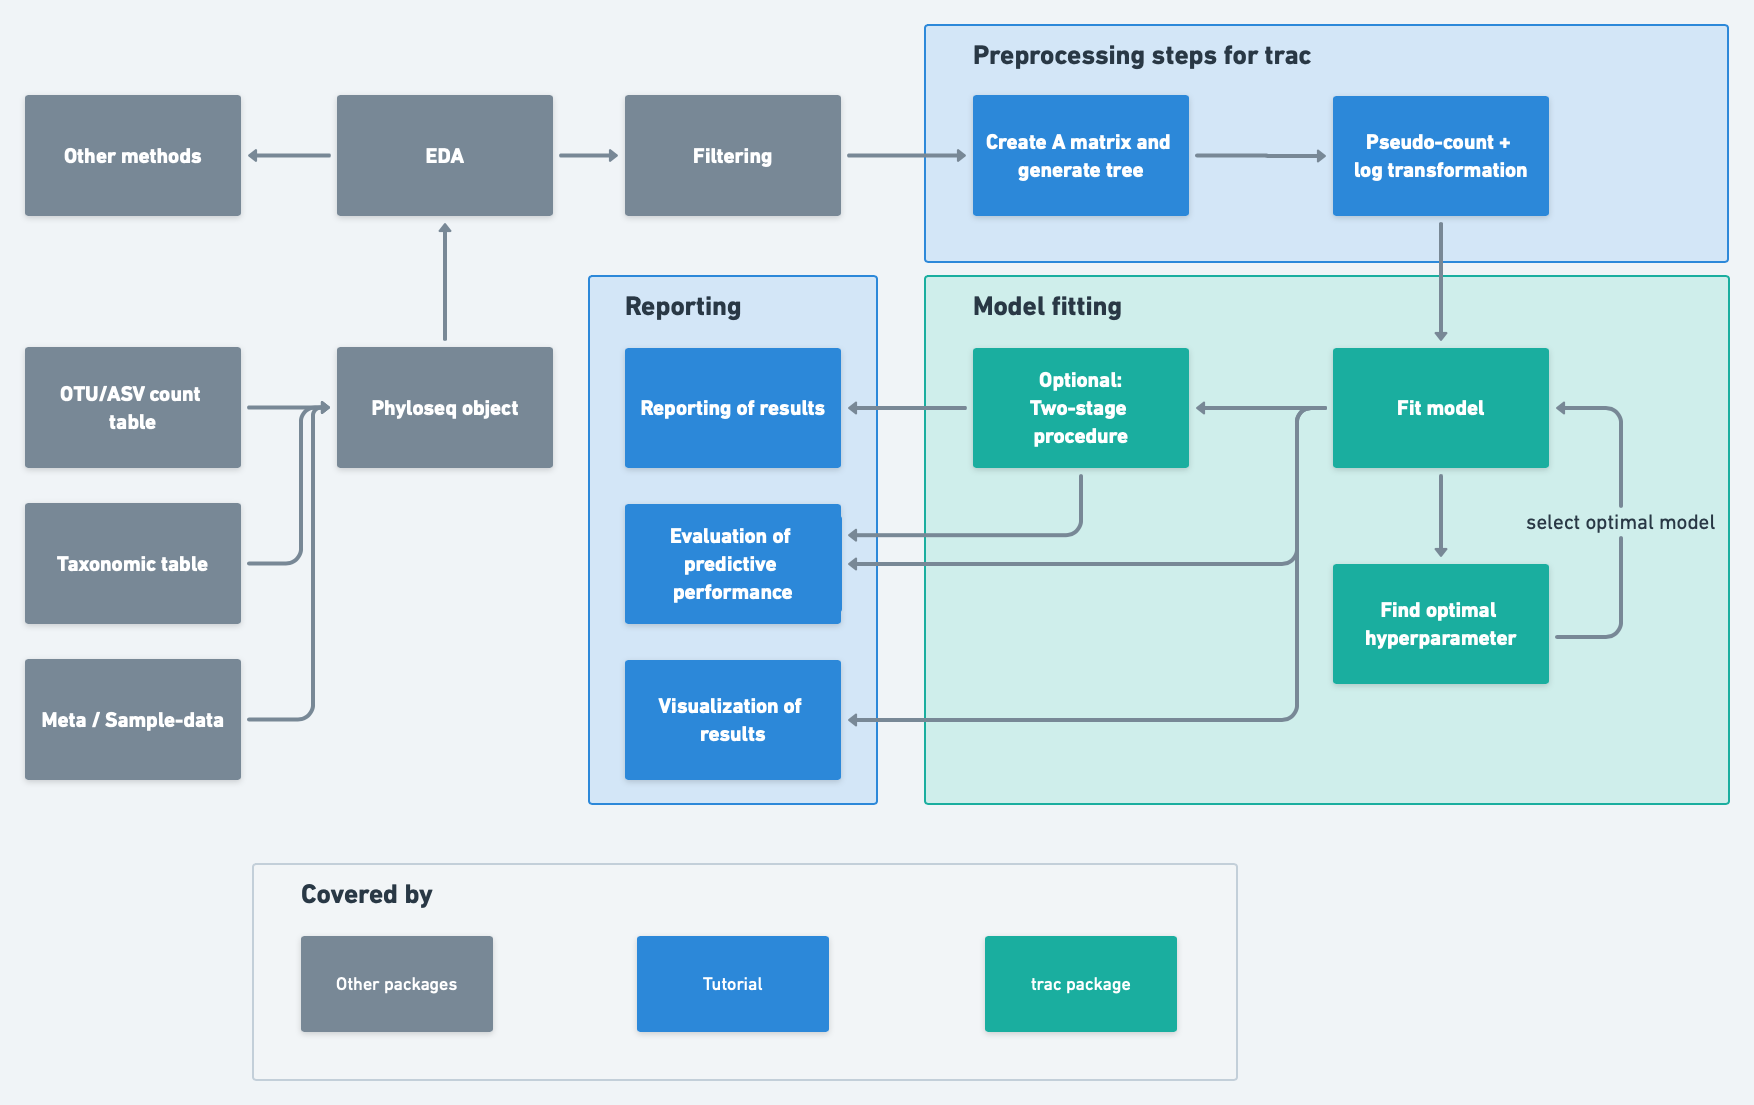 Preprocessing steps for trac
Other methods
EDA
Filtering
Create A matrix and
generate tree
Pseudo-count +
log transformation
Reporting
Model fitting
OTU/ASV count
table
Phyloseq object
Reporting of results
Optional:
Two-stage
procedure
Fit model
Taxonomic table
Evaluation of
predictive
performance
select optimal model
Find optimal
hyperparameter
Meta / Sample-data
Visualization of
results
Covered by
Other packages
Tutorial
trac package